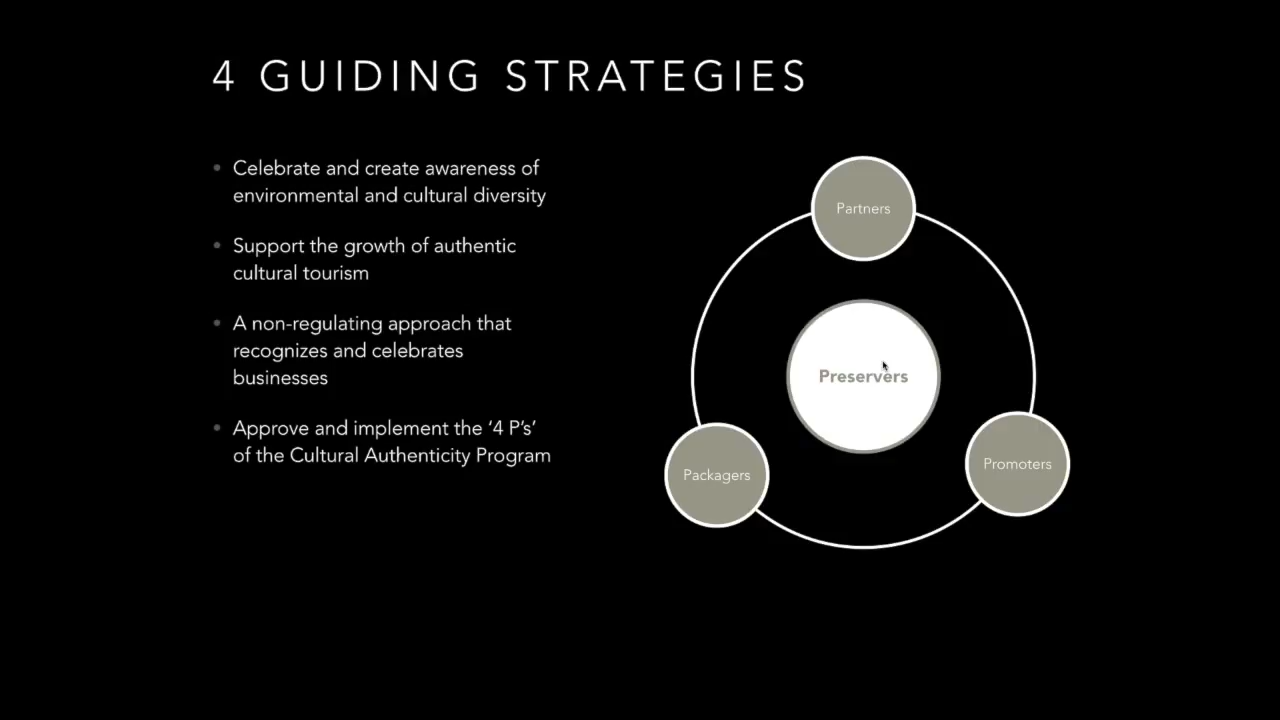 4 GUIDING STRATEGIES
Celebrate and create awareness of
environmental and cultural diversity
Support the growth of authentic
cultural tourism
A non-regulating approach that
recognizes and celebrates
businesses
Approve and implement the ‘4 P’s’
of the Cultural Authenticity Program
Partners
Preservers
Packagers
Promoters